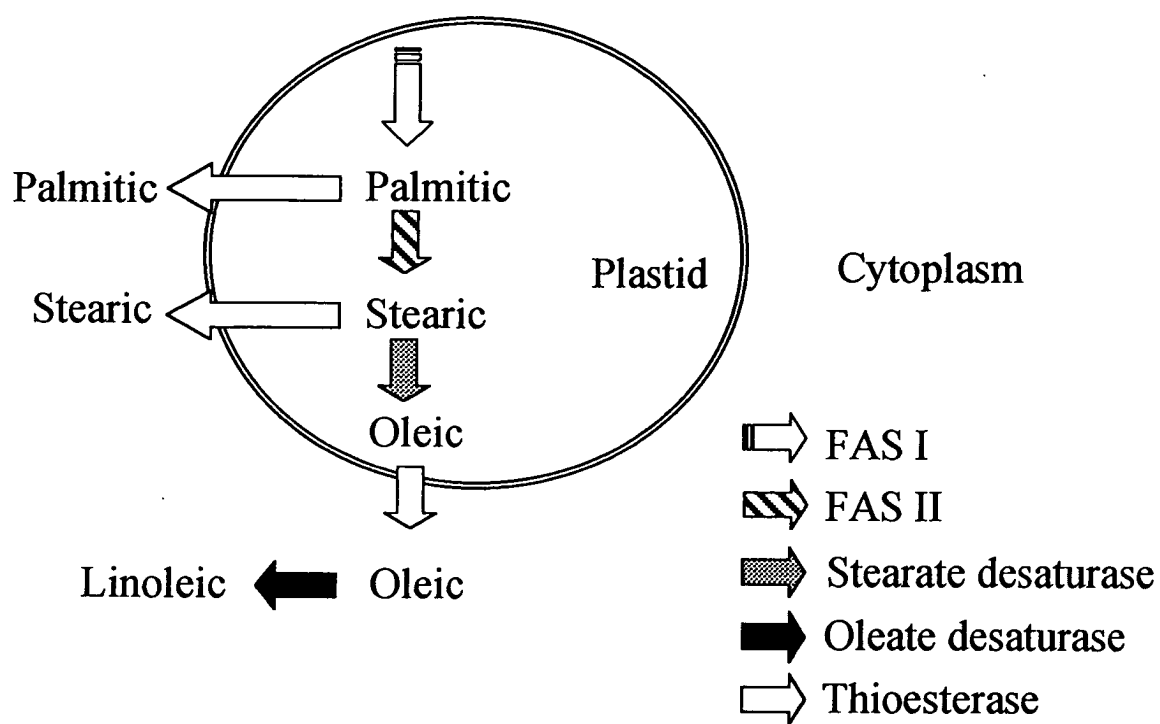 Palmitic
Palmitic
Plastid
Cytoplasm
Stearic
Stearic
Oleic
FAS I
FAS II
Linoleic
Oleic
Stearate desaturase
Oleate desaturase
Thioesterase